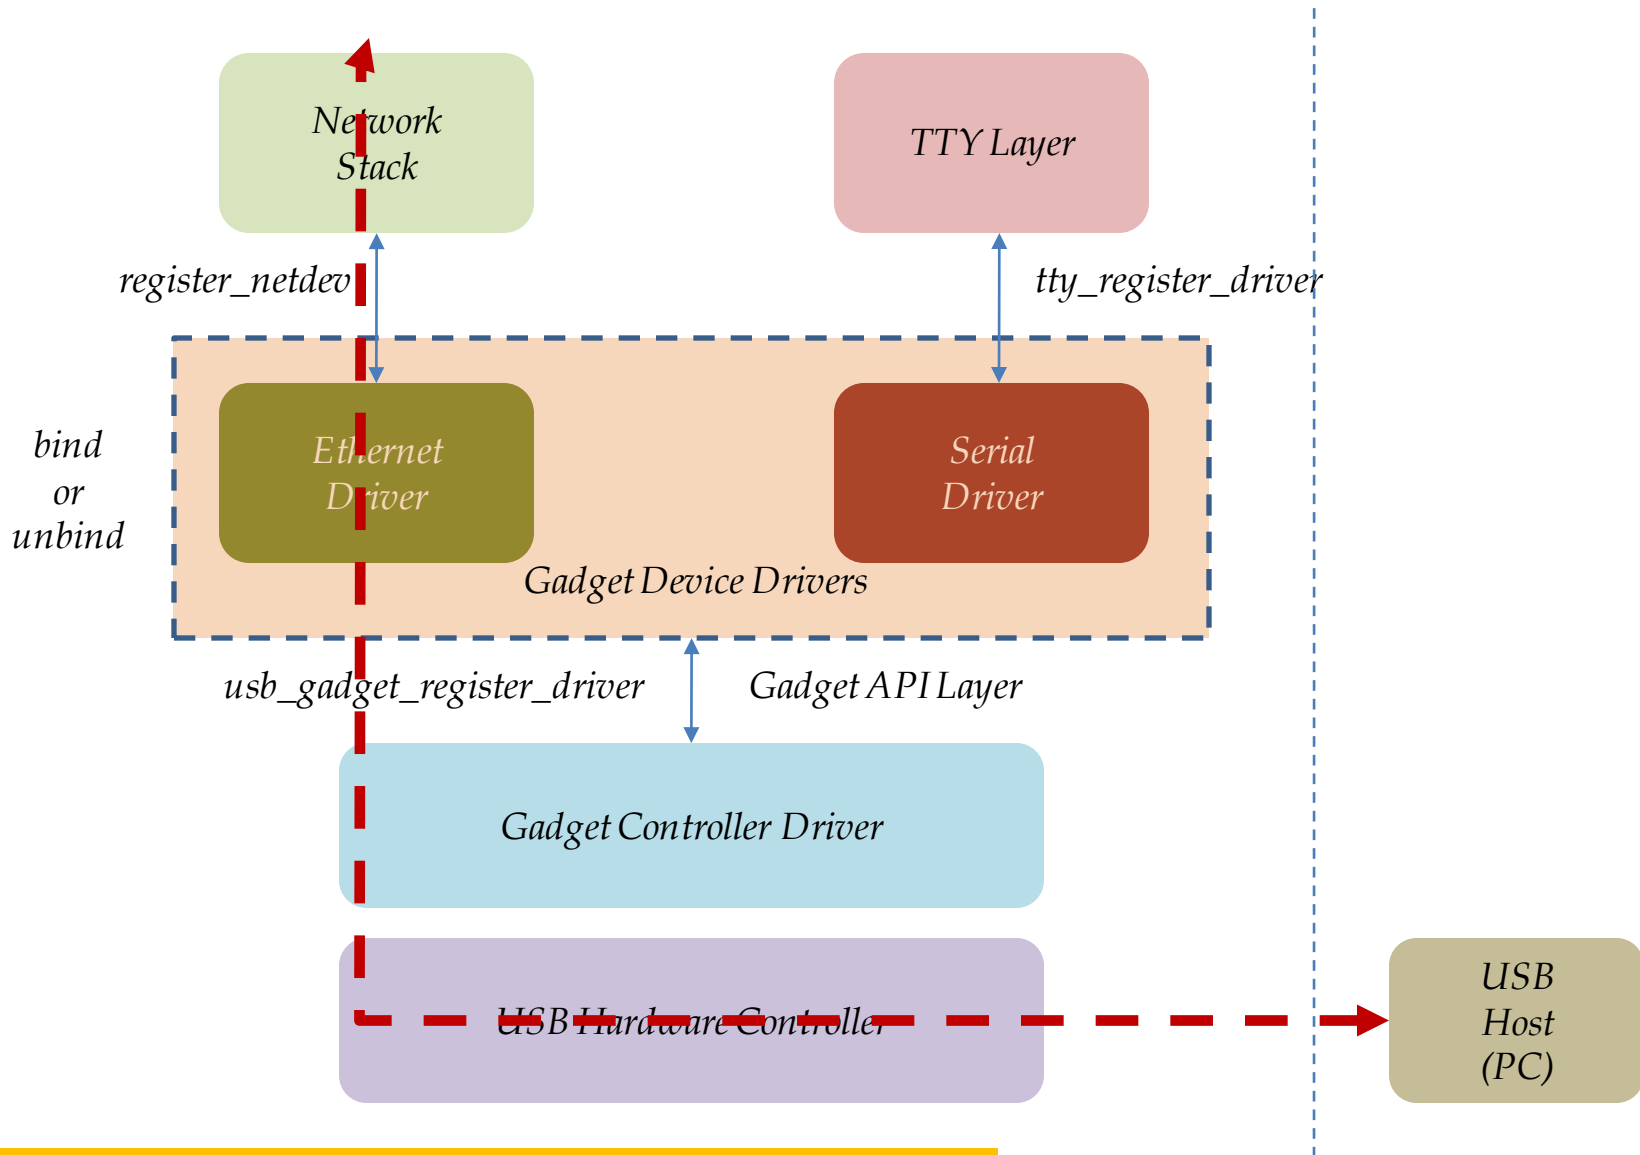 Network
Stack
TTY Layer
register_netdev
tty_register_driver
bind
or
unbind
Ethernet
Driver
Serial
Driver
Gadget Device Drivers
usb_gadget_register_driver
Gadget API Layer
Gadget Controller Driver
USB Hardware Controller
USB
Host
(PC)